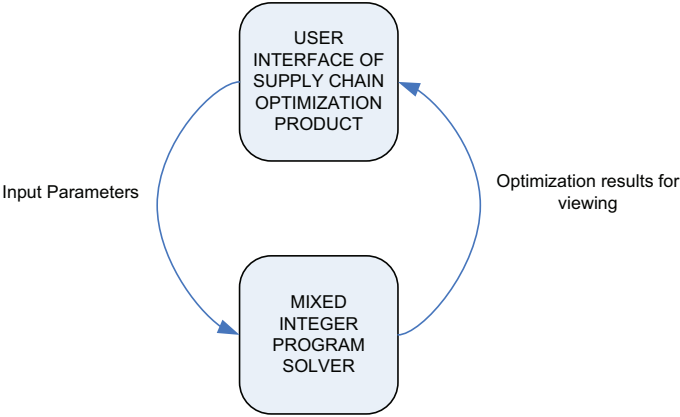 USER
INTERFACE OF
SUPPLY CHAIN
OPTIMIZATION
PRODUCT
Input Parameters
Optimization results for
viewing
MIXED
INTEGER
PROGRAM
SOLVER